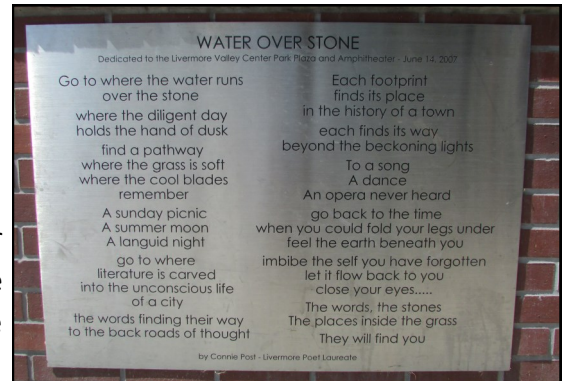 WATER OVER STONE
Dedicated to the Livermore Valley Center Park Plaza and Amphitheater - June 14, 2007
Go to where the water runs
over the stone
where the diligent day
holds the hand of dusk
find a pathway
where the grass is soft
where the cool blades
remember
A sunday picnic
A summer moon
A languid night
go to where
literature is carved
into the unconscious life
of a city
the words finding their way
to the back roads of thought
Each footprint
finds its place
in the history of a town
each finds its way
beyond the beckoning lights
To a song
A dance
An opera never heard
go back to the time
when you could fold your legs under
feel the earth beneath you
imbibe the self you have forgotten
let it flow back to you
close your eyes.....
The words, the stones
The places inside the grass
They will find you
by Connie Post - Livermore Poet Laureate